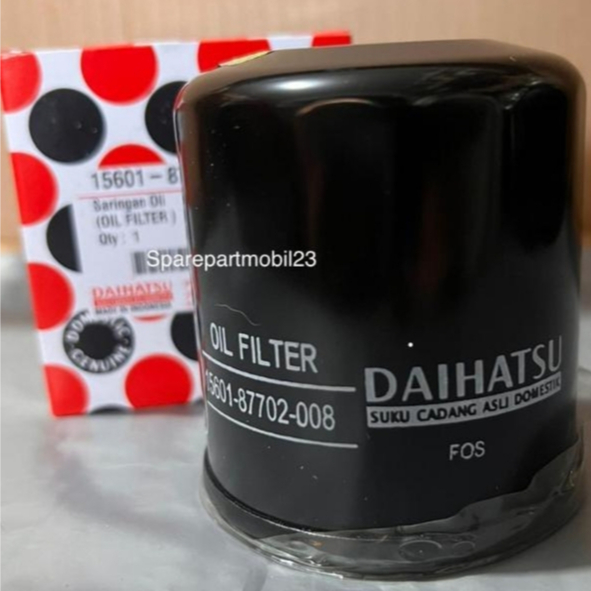 15601-8
Saringan Oli
(OIL FILTER)
Qty : 1
Sparepartmobil23
DAIHATSU
MADE IN INDONESIA
DOMESTIC
GENUINE
OIL FILTER
15601-87702-008
DAIHATSU
SUKU CADANG ASLI DOMESTIK
FOS